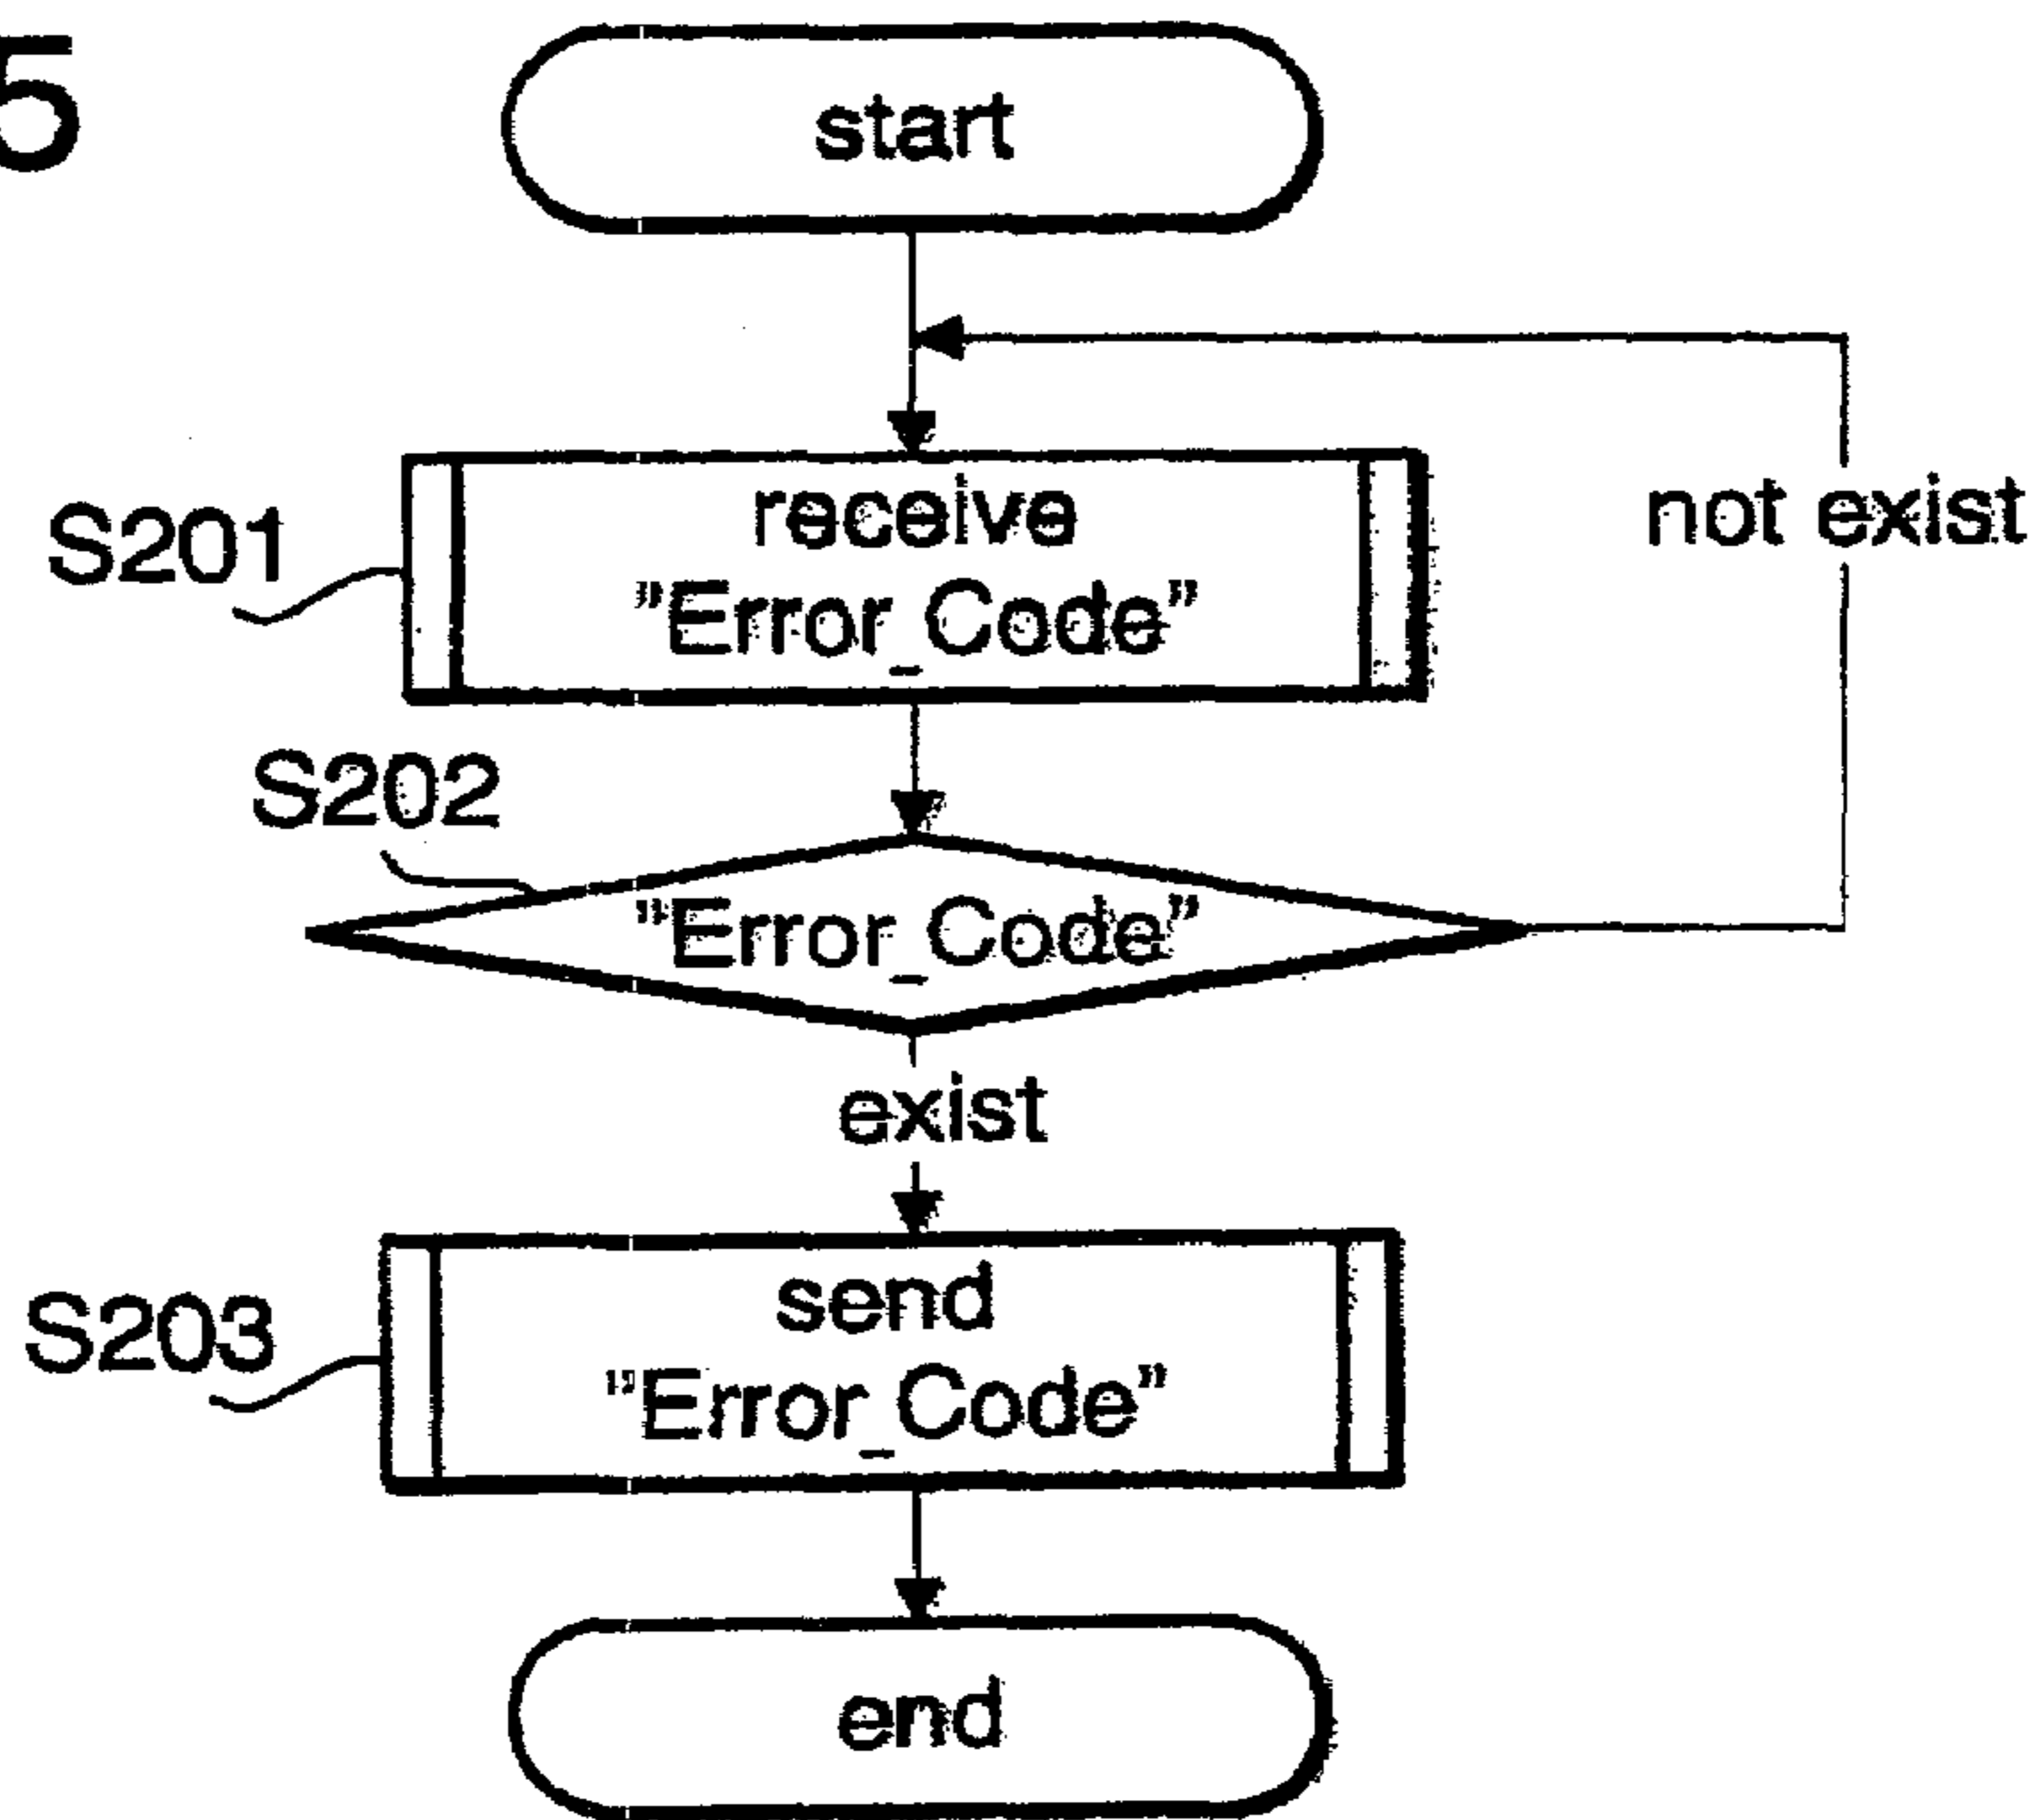 5
start
S201
receive
"Error_Code"
not exist
S202
"Error_Code"
exist
S203
send
"Error_Code"
end